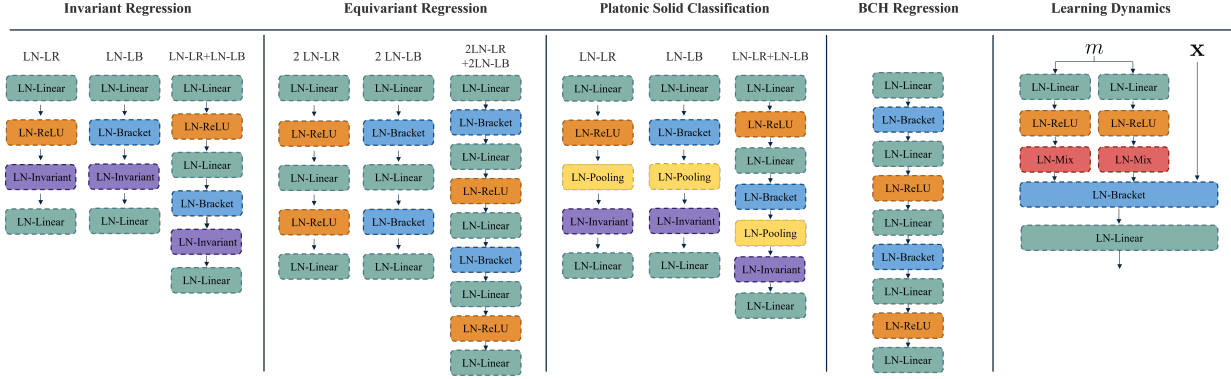 Invariant Regression
LN-LR
LN-Linear
LN-ReLU
LN-Invariant
LN-Linear
LN-LB
LN-Linear
LN-Bracket
LN-Invariant
LN-Linear
LN-LR+LN-LB
LN-Linear
LN-ReLU
LN-Linear
LN-Bracket
LN-Invariant
LN-Linear
Equivariant Regression
2 LN-LR
LN-Linear
LN-ReLU
LN-Linear
LN-ReLU
LN-Linear
2 LN-LB
LN-Linear
LN-Bracket
LN-Linear
LN-Bracket
LN-Linear
2LN-LR
+2LN-LB
LN-Linear
LN-Bracket
LN-Linear
LN-ReLU
LN-Linear
LN-Bracket
LN-Linear
LN-ReLU
LN-Linear
Platonic Solid Classification
LN-LR
LN-Linear
LN-ReLU
LN-Pooling
LN-Invariant
LN-Linear
LN-LB
LN-Linear
LN-Bracket
LN-Pooling
LN-Invariant
LN-Linear
LN-LR+LN-LB
LN-Linear
LN-ReLU
LN-Linear
LN-Bracket
LN-Pooling
LN-Invariant
LN-Linear
BCH Regression
LN-Linear
LN-Bracket
LN-Linear
LN-ReLU
LN-Linear
LN-Bracket
LN-Linear
LN-ReLU
LN-Linear
Learning Dynamics
m x
LN-Linear LN-Linear
LN-ReLU LN-ReLU
LN-Mix LN-Mix
LN-Bracket
LN-Linear